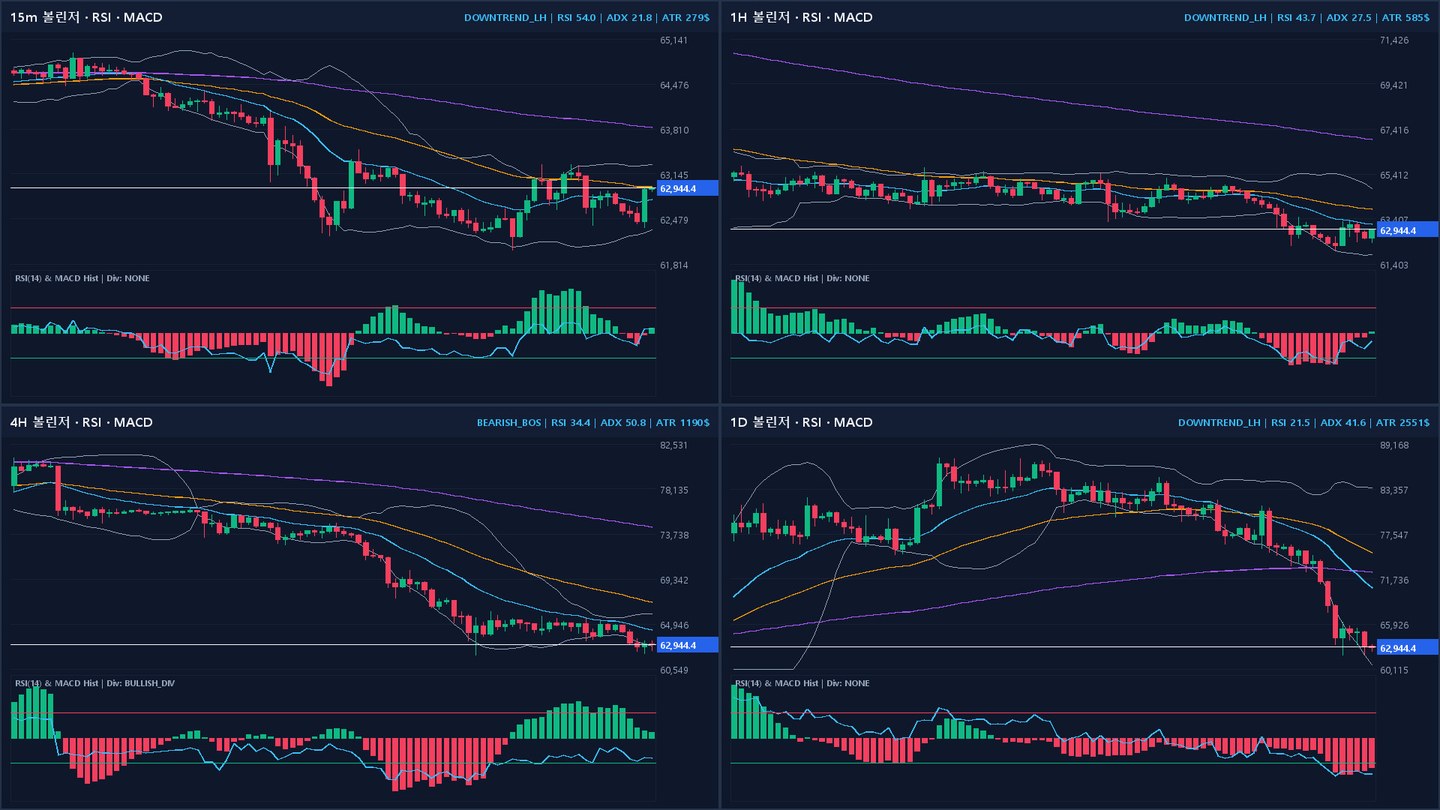 15m 볼린저 · RSI · MACD
DOWNTREND_LH | RSI 54.0 | ADX 21.8 | ATR 279$
65,141
64,476
63,810
63,145
62,944.4
62,479
61,814
RSI(14) & MACD Hist | Div: NONE
1H 볼린저 · RSI · MACD
DOWNTREND_LH | RSI 43.7 | ADX 27.5 | ATR 585$
71,426
69,421
67,416
65,412
63,407
62,944.4
61,403
RSI(14) & MACD Hist | Div: NONE
4H 볼린저 · RSI · MACD
BEARISH_BOS | RSI 34.4 | ADX 50.8 | ATR 1190$
82,531
78,135
73,738
69,342
64,946
62,944.4
60,549
RSI(14) & MACD Hist | Div: BULLISH_DIV
1D 볼린저 · RSI · MACD
DOWNTREND_LH | RSI 21.5 | ADX 41.6 | ATR 2551$
89,168
83,357
77,547
71,736
65,926
62,944.4
60,115
RSI(14) & MACD Hist | Div: NONE